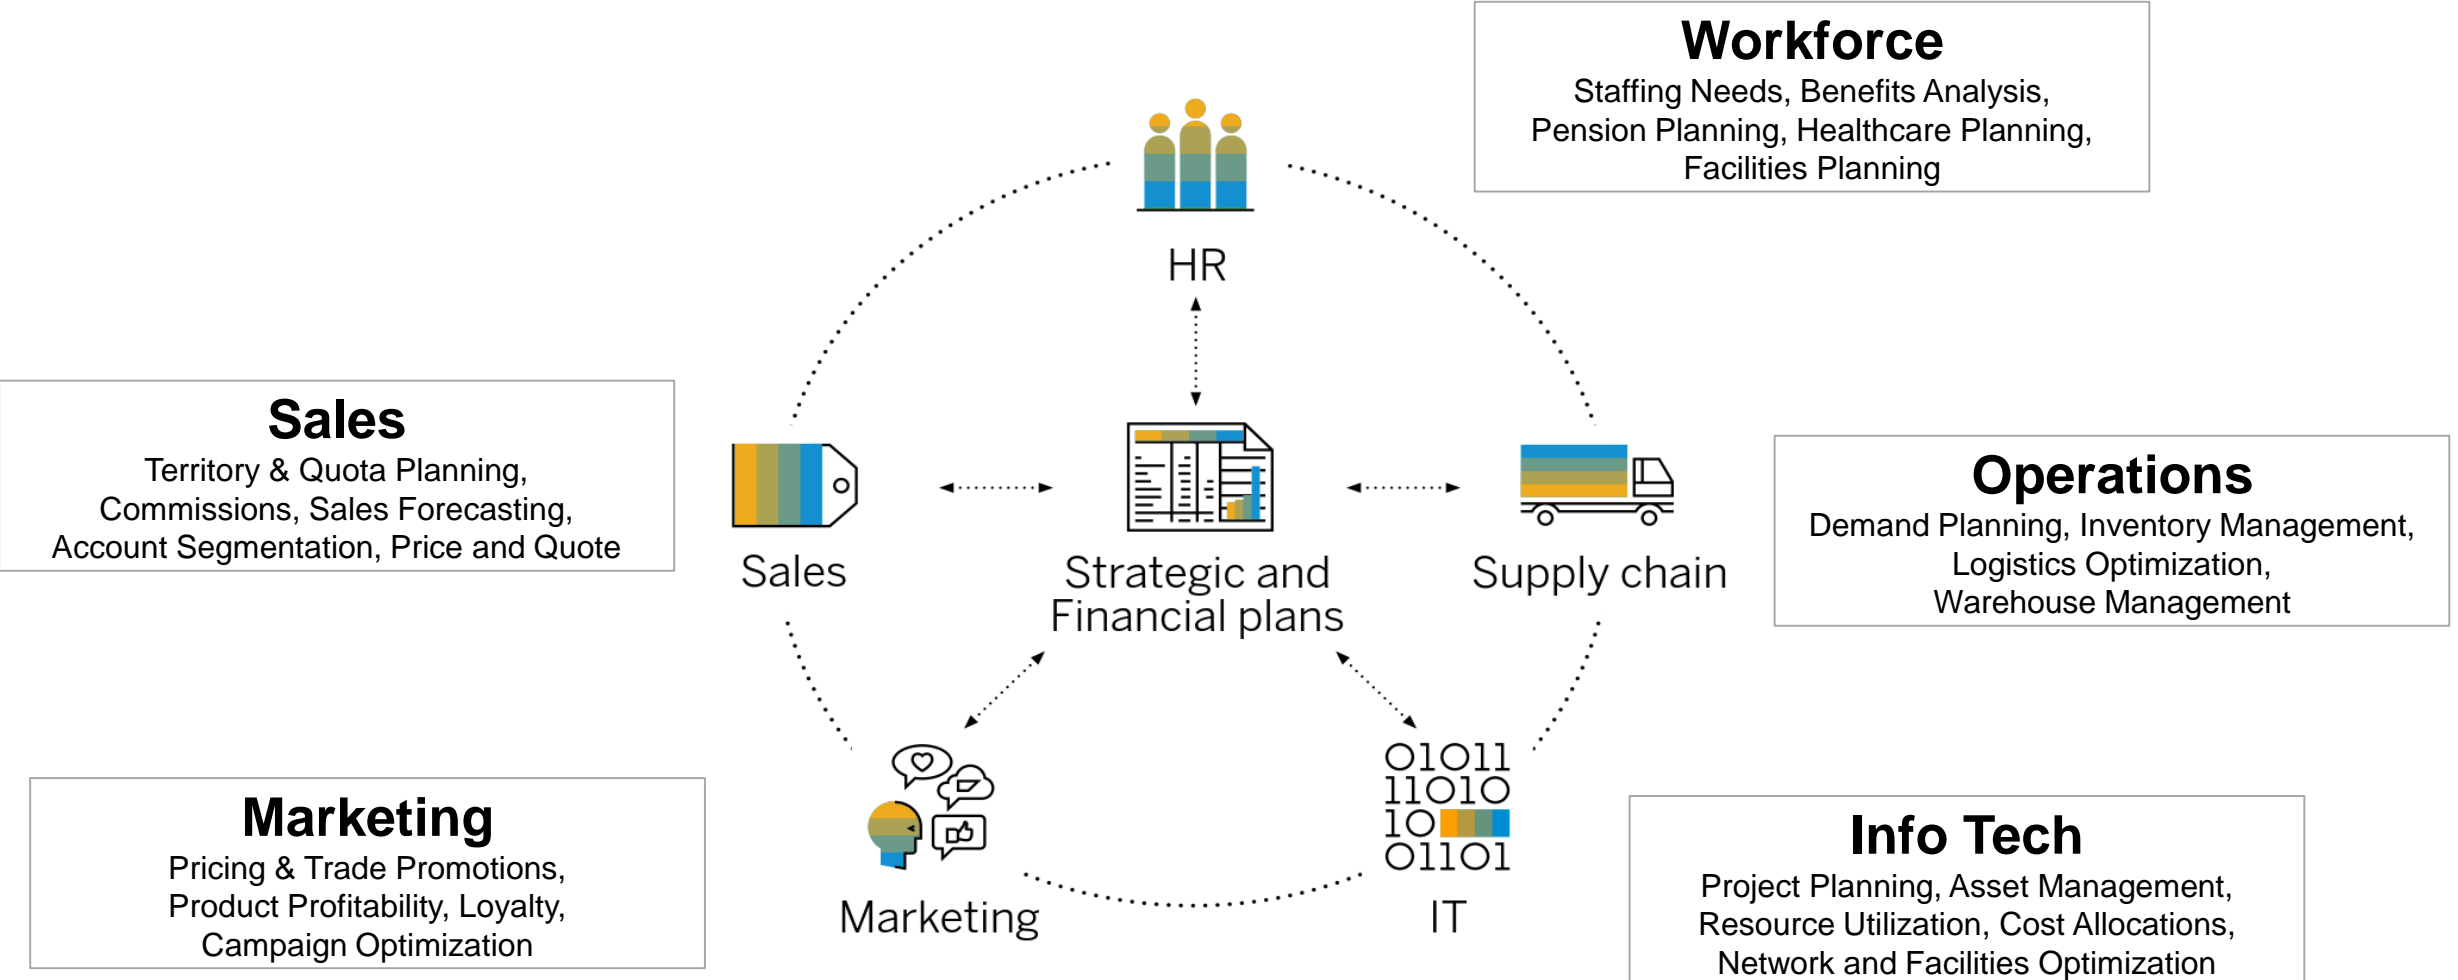 Workforce
Staffing Needs, Benefits Analysis,
Pension Planning, Healthcare Planning,
Facilities Planning
HR
Sales
Territory & Quota Planning,
Commissions, Sales Forecasting,
Account Segmentation, Price and Quote
Sales
Strategic and
Financial plans
Supply chain
Operations
Demand Planning, Inventory Management,
Logistics Optimization,
Warehouse Management
Marketing
Pricing & Trade Promotions,
Product Profitability, Loyalty,
Campaign Optimization
Marketing
01011
11010
10
01101
IT
Info Tech
Project Planning, Asset Management,
Resource Utilization, Cost Allocations,
Network and Facilities Optimization